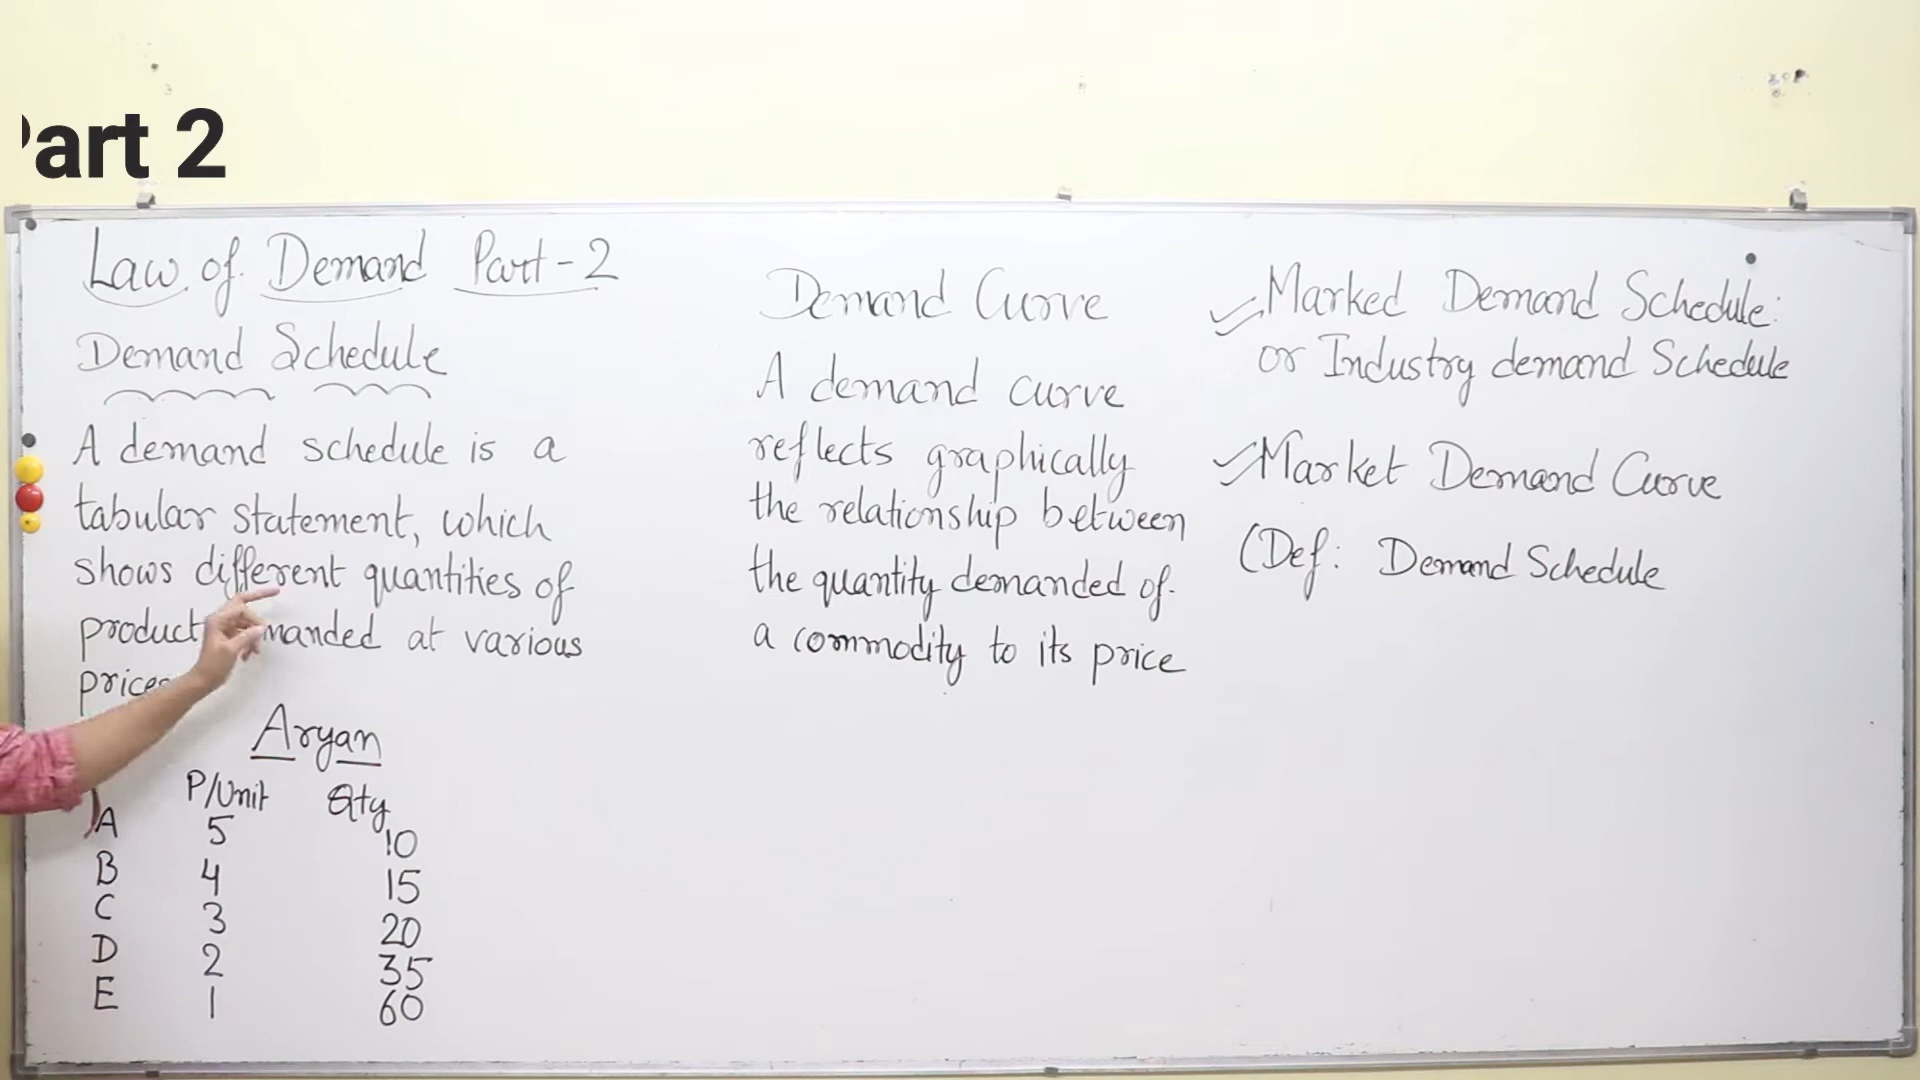 art 2
Law of Demand Part-2
Demand Schedule
A demand schedule is a
tabular statement, which
shows different quantities of
product manded at various
prices
Aryan
P/Unit Qty
A 5 10
B 4 15
C 3 20
D 2 35
E 1 60
Demand Curve
A demand curve
reflects graphically
the relationship between
the quantity demanded of.
a commodity to its price
Marked Demand Schedule:
or Industry demand Schedule
Market Demand Curve
(Def: Demand Schedule